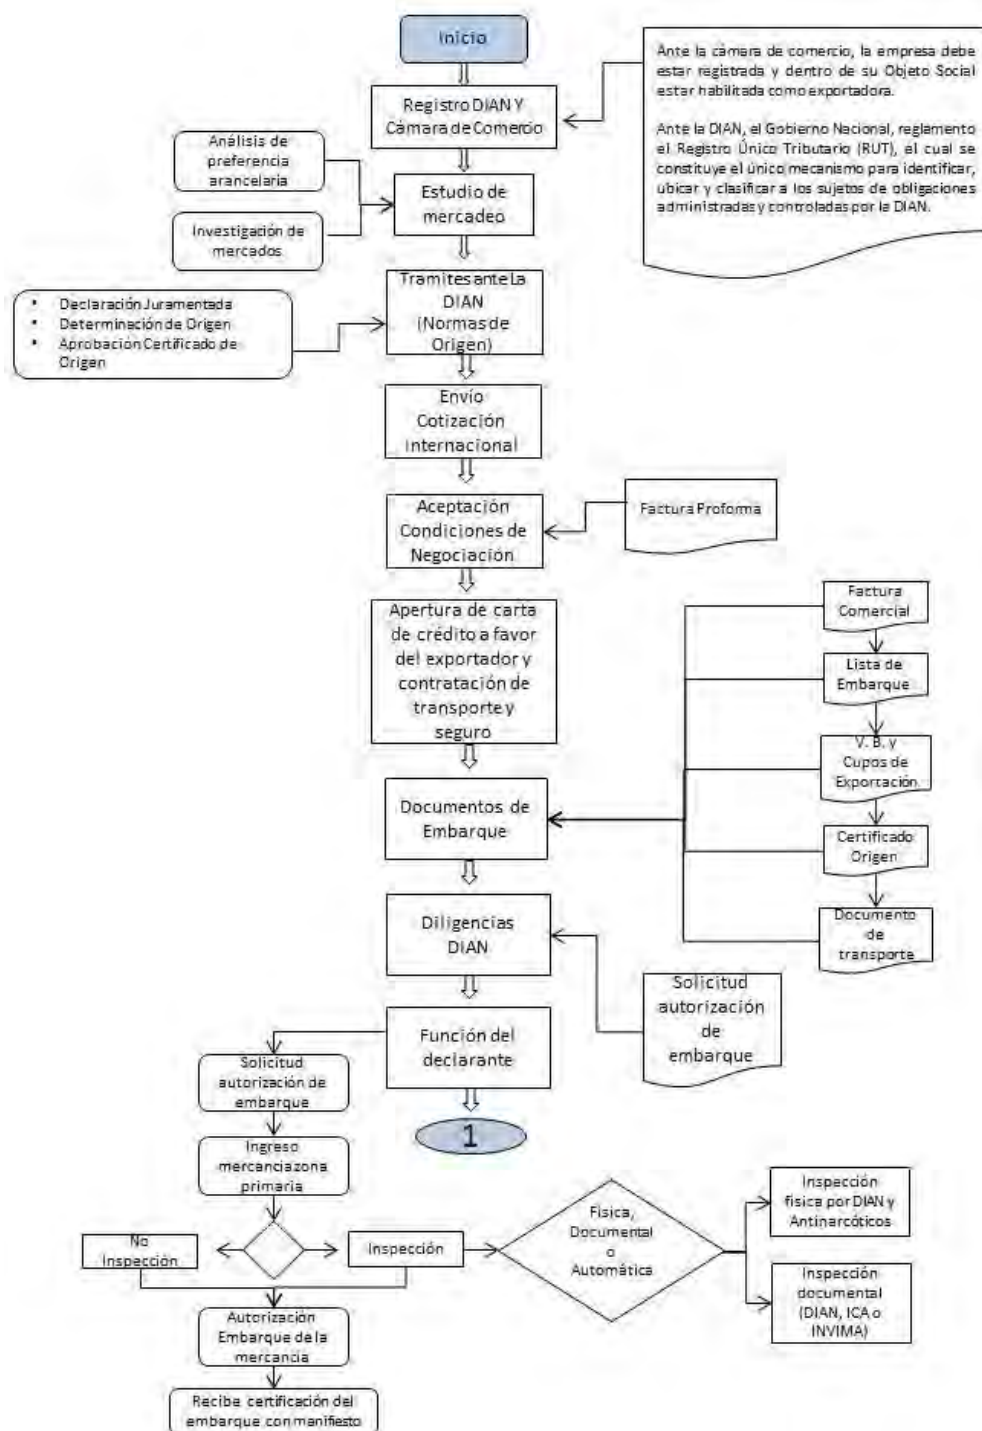 Inicio
Registro DIAN Y
Cámara de Comercio
Ante la cámara de comercio, la empresa debe
estar registrada y dentro de su Objeto Social
estar habilitada como exportadora.
Ante la DIAN, el Gobierno Nacional, reglamento
el Registro Único Tributario (RUT), el cual se
constituye el único mecanismo para identificar,
ubicar y clasificar a los sujetos de obligaciones
administradas y controladas por la DIAN.
Análisis de
preferencia
arancelaria
Investigación de
mercados
Estudio de
mercadeo
Tramites ante La
DIAN
(Normas de
Origen)
• Declaración Juramentada
• Determinación de Origen
• Aprobación Certificado de
Origen
Envío
Cotización
Internacional
Aceptación
Condiciones de
Negociación
Factura Proforma
Apertura de carta
de crédito a favor
del exportador y
contratación de
transporte y
seguro
Factura
Comercial
Lista de
Embarque
V. B. y
Cupos de
Exportación
Certificado
Origen
Documento
de
transporte
Documentos de
Embarque
Diligencias
DIAN
Solicitud
autorización
de
embarque
Función del
declarante
1
Solicitud
autorización de
embarque
Ingreso
mercancia zona
primaria
No
Inspección
Inspección
Física,
Documental
o
Automática
Inspección
física por DIAN y
Antinarcóticos
Inspección
documental
(DIAN, ICA o
INVIMA)
Autorización
Embarque de la
mercancia
Recibe certificación del
embarque con manifiesto